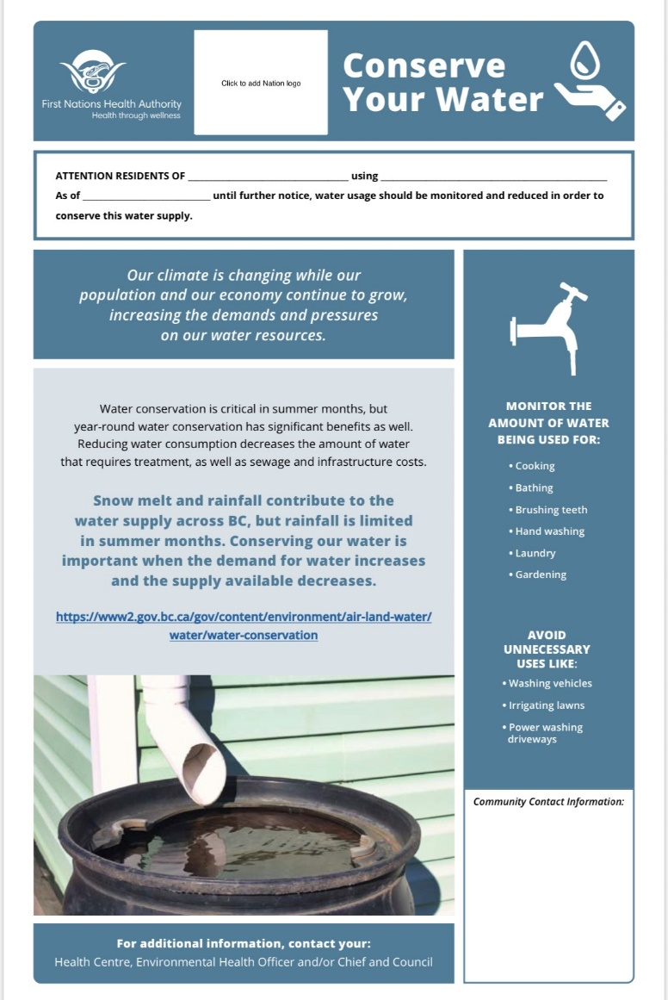 First Nations Health Authority
Health through wellness
Click to add Nation logo
Conserve
Your Water
ATTENTION RESIDENTS OF ______________________________ using __________________________________________
As of ________________________ until further notice, water usage should be monitored and reduced in order to
conserve this water supply.
Our climate is changing while our
population and our economy continue to grow,
increasing the demands and pressures
on our water resources.
Water conservation is critical in summer months, but
year-round water conservation has significant benefits as well.
Reducing water consumption decreases the amount of water
that requires treatment, as well as sewage and infrastructure costs.
Snow melt and rainfall contribute to the
water supply across BC, but rainfall is limited
in summer months. Conserving our water is
important when the demand for water increases
and the supply available decreases.
https://www2.gov.bc.ca/gov/content/environment/air-land-water/
water/water-conservation
For additional information, contact your:
Health Centre, Environmental Health Officer and/or Chief and Council
MONITOR THE
AMOUNT OF WATER
BEING USED FOR:
• Cooking
• Bathing
• Brushing teeth
• Hand washing
• Laundry
• Gardening
AVOID
UNNECESSARY
USES LIKE:
• Washing vehicles
• Irrigating lawns
• Power washing
driveways
Community Contact Information: